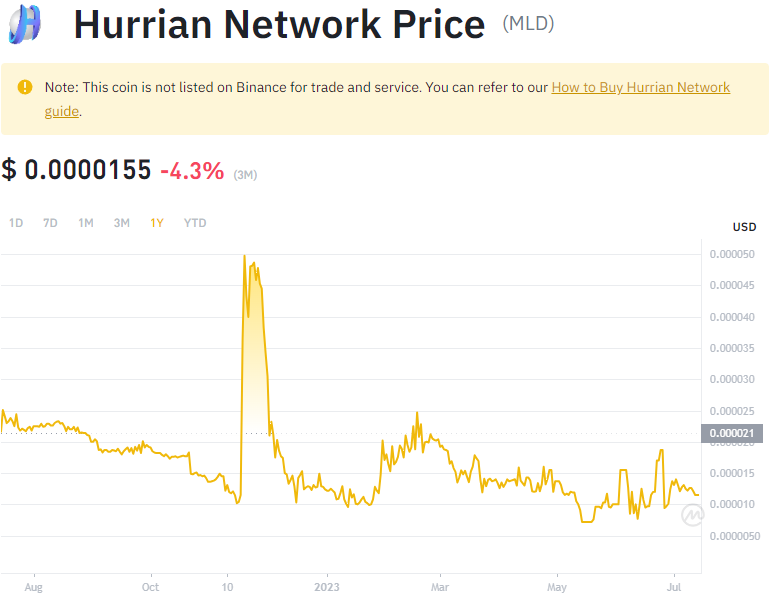 Hurrian Network Price (MLD)
Note: This coin is not listed on Binance for trade and service. You can refer to our How to Buy Hurrian Network
guide.
$ 0.0000155 -4.3% (3M)
1D 7D 1M 3M 1Y YTD
USD
0.000050
0.000045
0.000040
0.000035
0.000030
0.000025
0.000021
0.000020
0.000015
0.000010
0.0000050
Aug Oct 10 2023 Mar May Jul